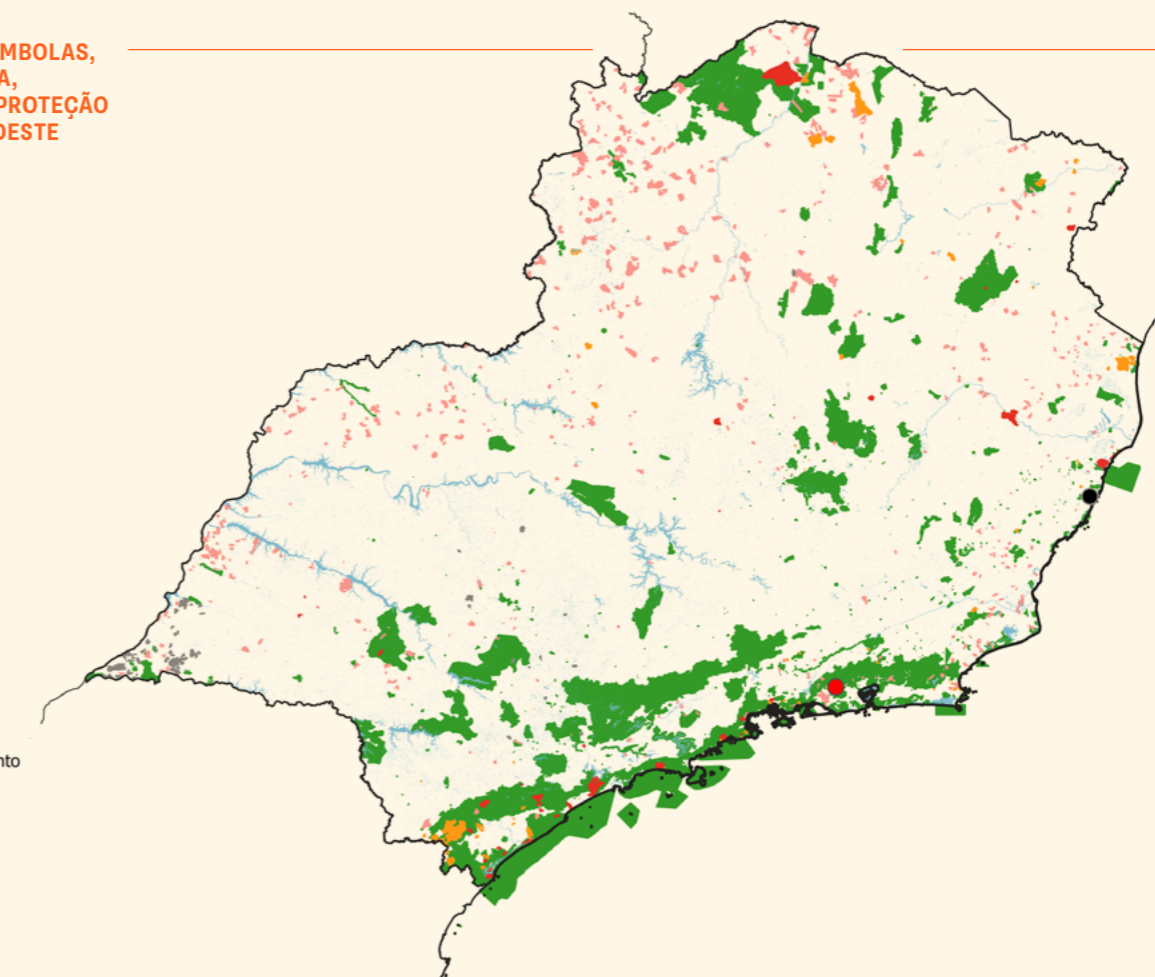 MBOLAS,
A,
PROTEÇÃO
DESTE
nto